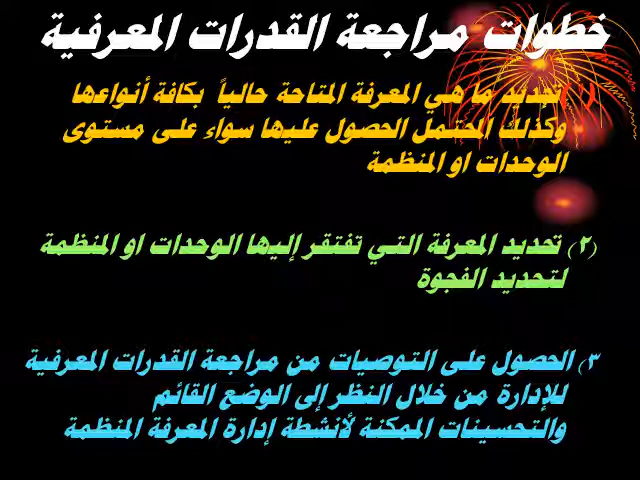 خطوات مراجعة القدرات المعرفية
١) تحديد ما هي المعرفة المتاحة حالياً بكافة أنواعها
وكذلك المحتمل الحصول عليها سواء على مستوى
الوحدات او المنظمة
٢) تحديد المعرفة التي تفتقر إليها الوحدات او المنظمة
لتحديد الفجوة
٣) الحصول على التوصيات من مراجعة القدرات المعرفية
للإدارة من خلال النظر إلى الوضع القائم
والتحسينات الممكنة لأنشطة إدارة المعرفة المنظمة